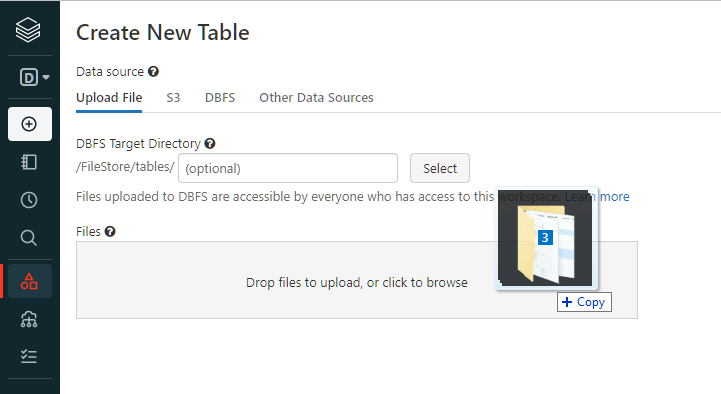 Create New Table
D
Data source ?
Upload File S3 DBFS Other Data Sources
DBFS Target Directory ?
/FileStore/tables/ (optional) Select
Files uploaded to DBFS are accessible by everyone who has access to this workspace. Learn more
Files ?
3
Drop files to upload, or click to browse
+ Copy